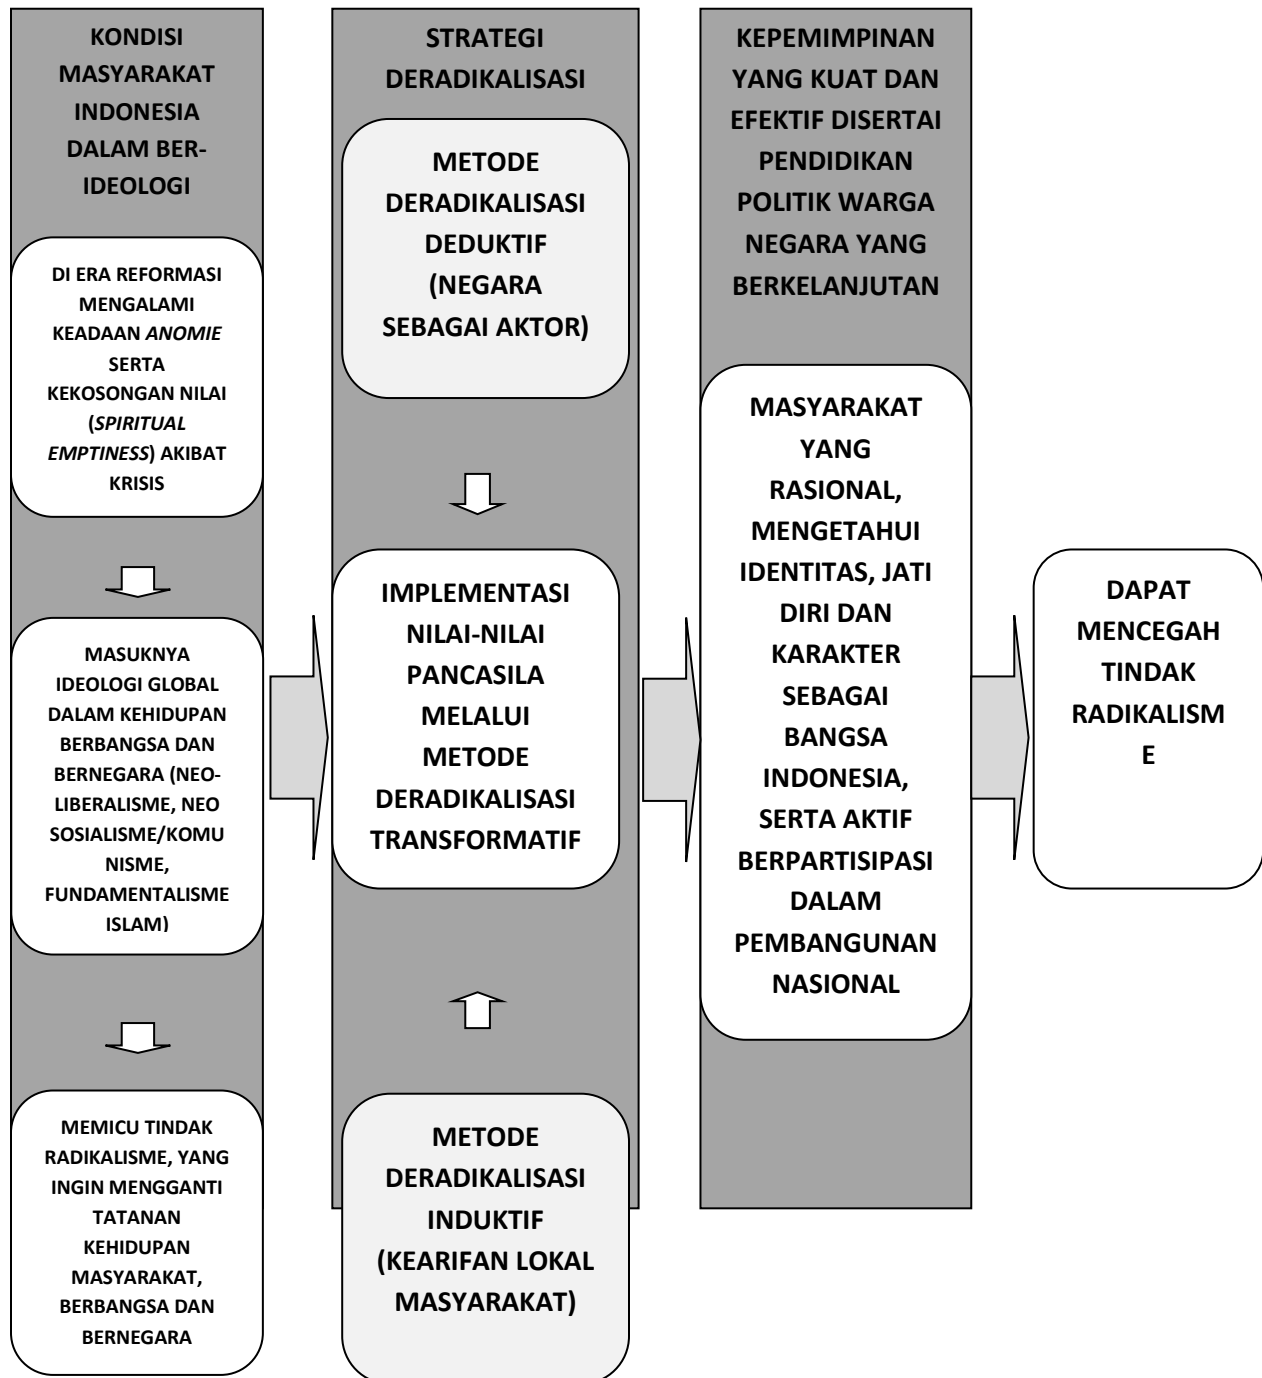 KONDISI
MASYARAKAT
INDONESIA
DALAM BER-
IDEOLOGI
DI ERA REFORMASI
MENGALAMI
KEADAAN ANOMIE
SERTA
KEKOSONGAN NILAI
(SPIRITUAL
EMPTINESS) AKIBAT
KRISIS
MASUKNYA
IDEOLOGI GLOBAL
DALAM KEHIDUPAN
BERBANGSA DAN
BERNEGARA (NEO-
LIBERALISME, NEO
SOSIALISME/KOMU
NISME,
FUNDAMENTALISME
ISLAM)
MEMICU TINDAK
RADIKALISME, YANG
INGIN MENGGANTI
TATANAN
KEHIDUPAN
MASYARAKAT,
BERBANGSA DAN
BERNEGARA
STRATEGI
DERADIKALISASI
METODE
DERADIKALISASI
DEDUKTIF
(NEGARA
SEBAGAI AKTOR)
IMPLEMENTASI
NILAI-NILAI
PANCASILA
MELALUI
METODE
DERADIKALISASI
TRANSFORMATIF
METODE
DERADIKALISASI
INDUKTIF
(KEARIFAN LOKAL
MASYARAKAT)
KEPEMIMPINAN
YANG KUAT DAN
EFEKTIF DISERTAI
PENDIDIKAN
POLITIK WARGA
NEGARA YANG
BERKELANJUTAN
MASYARAKAT
YANG
RASIONAL,
MENGETAHUI
IDENTITAS, JATI
DIRI DAN
KARAKTER
SEBAGAI
BANGSA
INDONESIA,
SERTA AKTIF
BERPARTISIPASI
DALAM
PEMBANGUNAN
NASIONAL
DAPAT
MENCEGAH
TINDAK
RADIKALISM
E